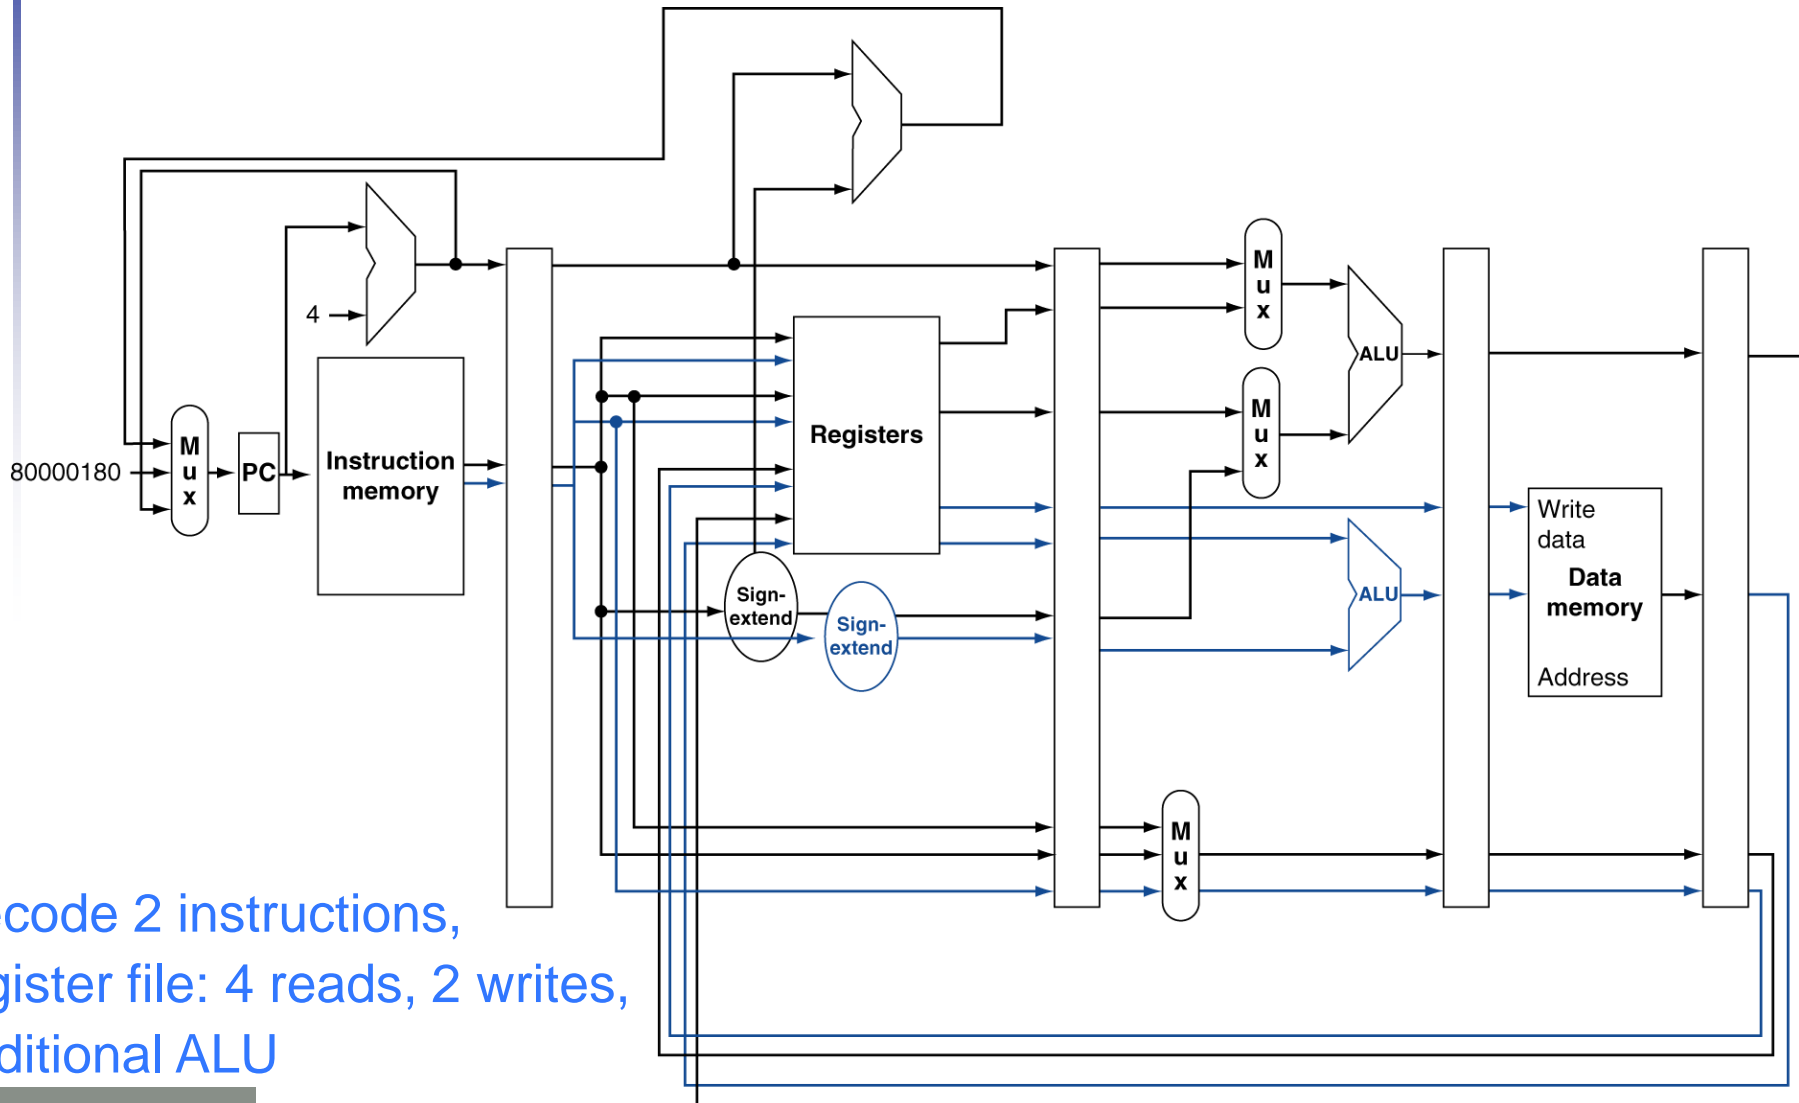 M
u
x
ALU
4
M
u
x
Registers
M
u
x
80000180
PC
Instruction
memory
Write
data
Data
memory
Address
Sign-
extend
Sign-
extend
ALU
M
u
x
code 2 instructions,
gister file: 4 reads, 2 writes,
ditional ALU